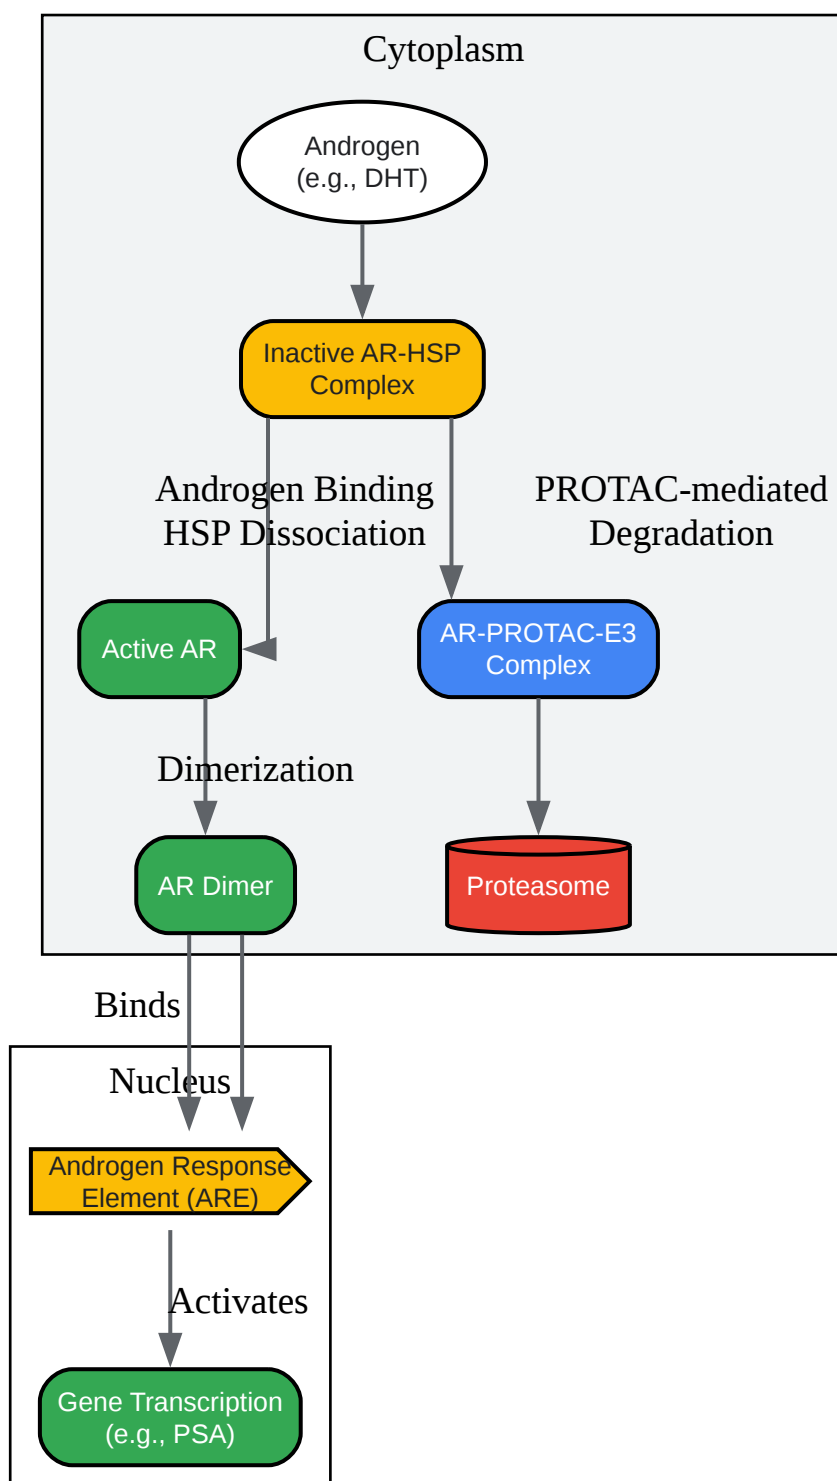 Cytoplasm
Androgen
(e.g., DHT)
Inactive AR-HSP
Complex
Androgen Binding
HSP Dissociation
PROTAC-mediated
Degradation
Active AR
AR-PROTAC-E3
Complex
Dimerization
AR Dimer
Proteasome
Binds
Nucleus
Androgen Response
Element (ARE)
Activates
Gene Transcription
(e.g., PSA)